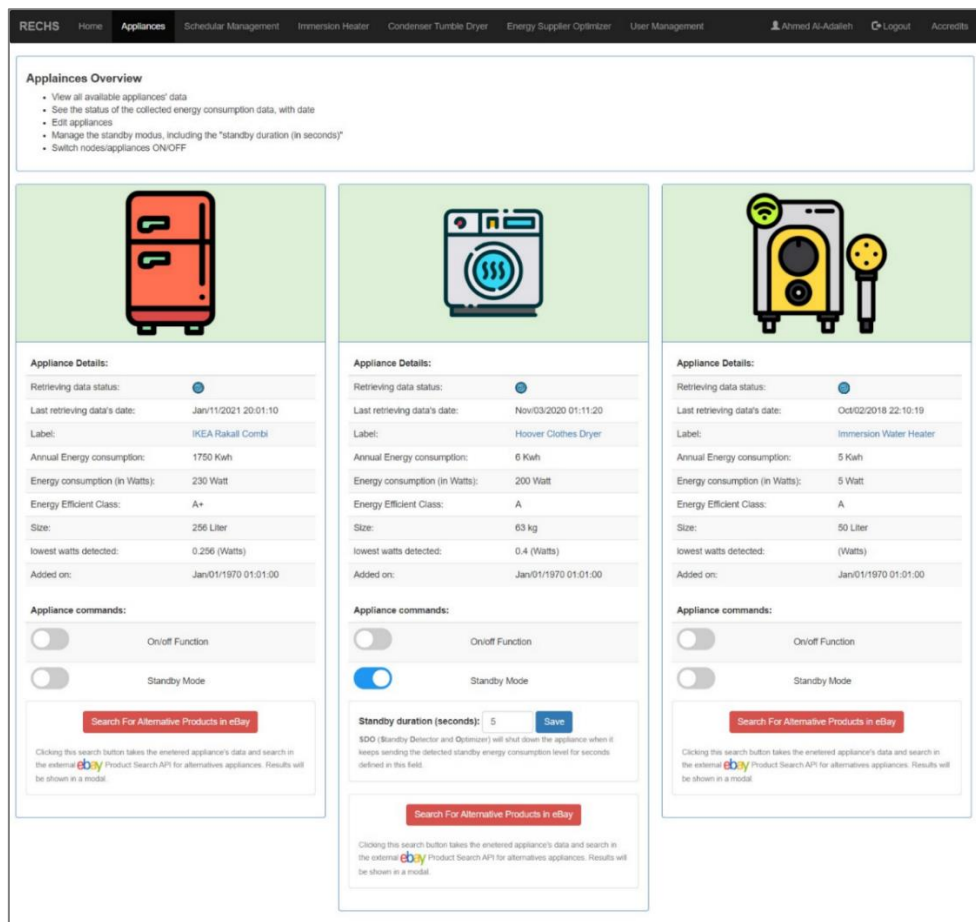 RECHS Home Appliances Schedular Management Immersion Heater Condenser Tumble Dryer Energy Supplier Optimizer User Management Ahmed Al-Adaileh Logout Accredits
Applainces Overview
View all available appliances' data
See the status of the collected energy consumption data, with date
Edit appliances
Manage the standby modus, including the "standby duration (in seconds)"
Switch nodes/appliances ON/OFF
Appliance Details:
Retrieving data status:
Last retrieving data's date: Jan/11/2021 20:01:10
Label: IKEA Rakall Combi
Annual Energy consumption: 1750 Kwh
Energy consumption (in Watts): 230 Watt
Energy Efficient Class: A+
Size: 256 Liter
lowest watts detected: 0.256 (Watts)
Added on: Jan/01/1970 01:01:00
Appliance commands:
On/off Function
Standby Mode
Search For Alternative Products in eBay
Clicking this search button takes the enetered appliance's data and search in
the external ebay Product Search API for alternatives appliances. Results will
be shown in a modal.
Appliance Details:
Retrieving data status:
Last retrieving data's date: Nov/03/2020 01:11:20
Label: Hoover Clothes Dryer
Annual Energy consumption: 6 Kwh
Energy consumption (in Watts): 200 Watt
Energy Efficient Class: A
Size: 63 kg
lowest watts detected: 0.4 (Watts)
Added on: Jan/01/1970 01:01:00
Appliance commands:
On/off Function
Standby Mode
Standby duration (seconds): 5 Save
SDO (Standby Detector and Optimizer) will shut down the appliance when it
keeps sending the detected standby energy consumption level for seconds
defined in this field.
Search For Alternative Products in eBay
Clicking this search button takes the enetered appliance's data and search in
the external ebay Product Search API for alternatives appliances. Results will
be shown in a modal.
Appliance Details:
Retrieving data status:
Last retrieving data's date: Oct/02/2018 22:10:19
Label: Immersion Water Heater
Annual Energy consumption: 5 Kwh
Energy consumption (in Watts): 5 Watt
Energy Efficient Class: A
Size: 50 Liter
lowest watts detected: (Watts)
Added on: Jan/01/1970 01:01:00
Appliance commands:
On/off Function
Standby Mode
Search For Alternative Products in eBay
Clicking this search button takes the enetered appliance's data and search in
the external ebay Product Search API for alternatives appliances. Results will
be shown in a modal.